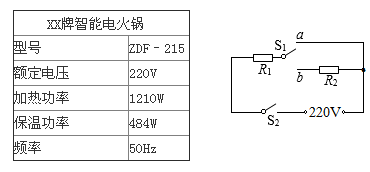 XX牌智能电火锅
型号 ZDF﹣215
额定电压 220V
加热功率 1210W
保温功率 484W
频率 50Hz
S1 a
R1 b R2
S2 220V